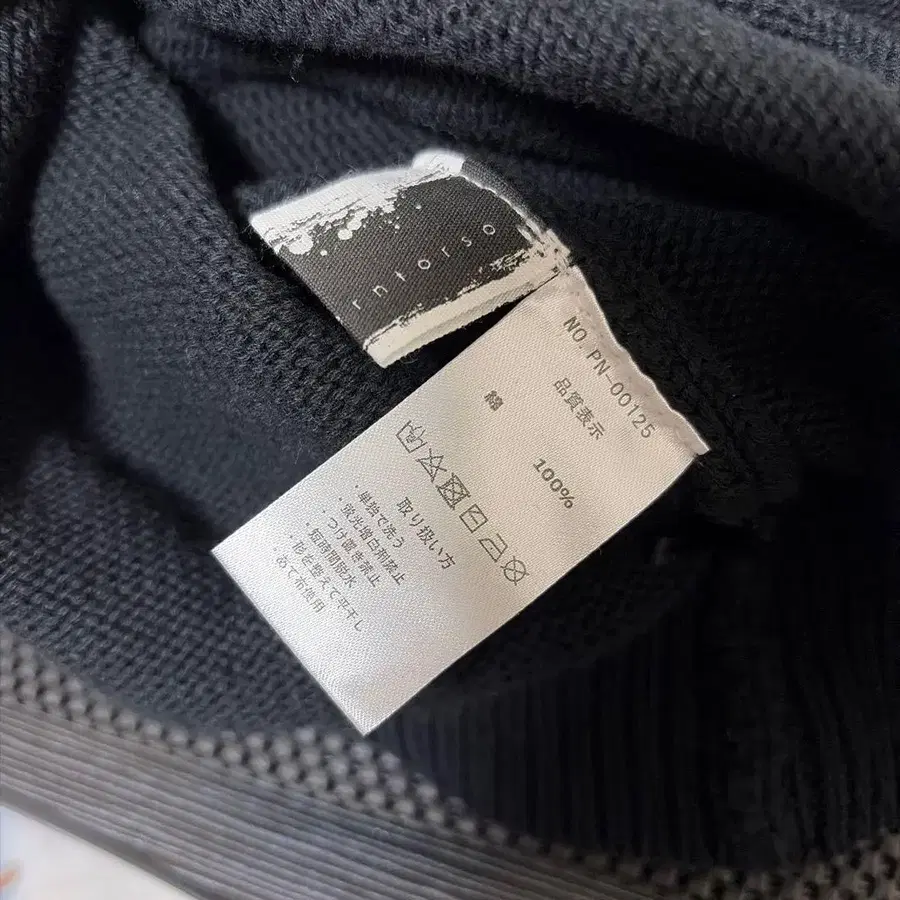 rntorso
NO.PN-00125
品質表示
綿 100%
取り扱い方
・単独で洗う
・蛍光増白剤禁止
・つけ置き禁止
・短時間脱水
・形を整えて平干し
・あて布使用